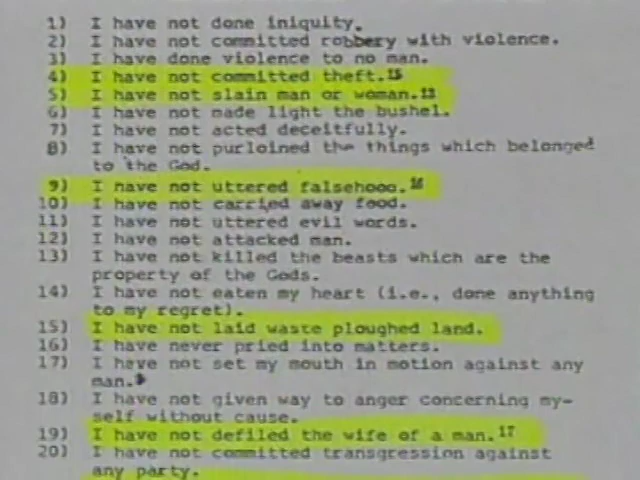 1) I have not done iniquity.
2) I have not committed robbery with violence.
3) I have done violence to no man.
4) I have not committed theft.15
5) I have not slain man or woman.13
6) I have not made light the bushel.
7) I have not acted deceitfully.
8) I have not purloined the things which belonged
to the God.
9) I have not uttered falsehood.16
10) I have not carried away food.
11) I have not uttered evil words.
12) I have not attacked man.
13) I have not killed the beasts which are the
property of the Gods.
14) I have not eaten my heart (i.e., done anything
to my regret).
15) I have not laid waste ploughed land.
16) I have never pried into matters.
17) I have not set my mouth in motion against any
man.
18) I have not given way to anger concerning my-
self without cause.
19) I have not defiled the wife of a man.17
20) I have not committed transgression against
any party.